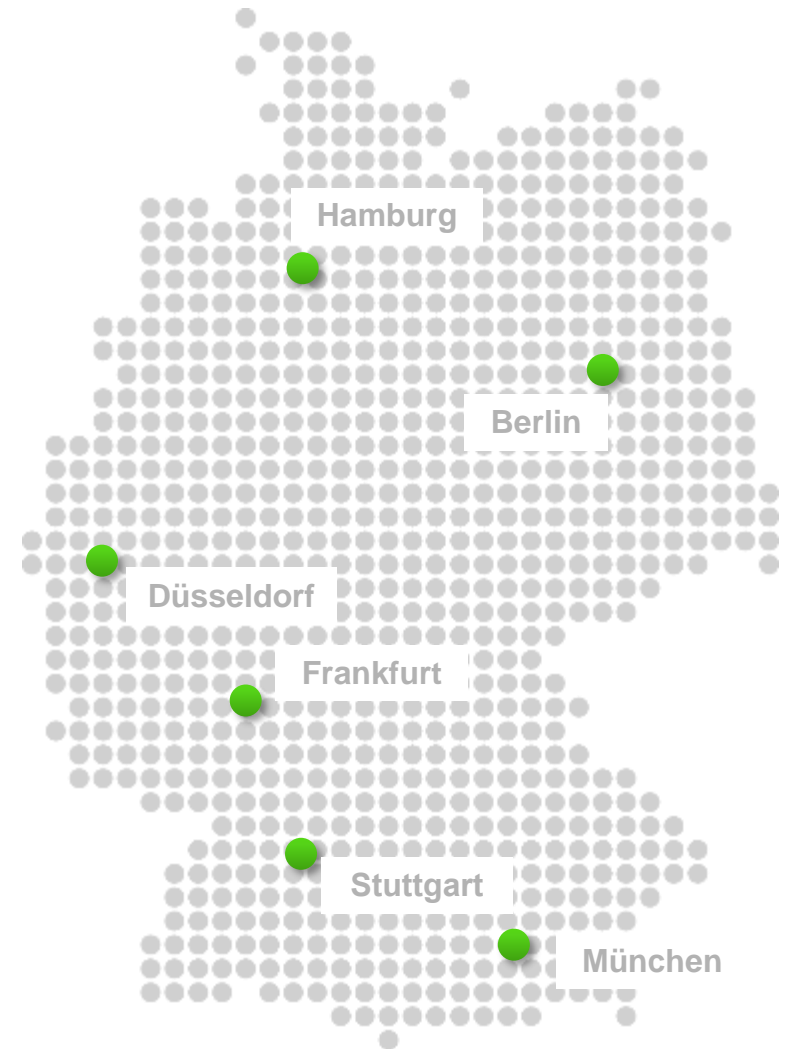 Hamburg
Berlin
Düsseldorf
Frankfurt
Stuttgart
München